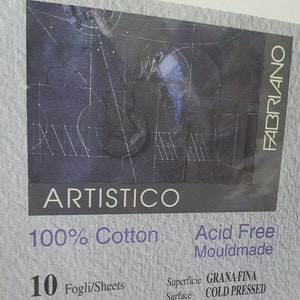 FABRIANO
ARTISTICO
100% Cotton
Acid Free
Mouldmade
10 Fogli/Sheets
Superficie GRANA FINA
Surface COLD PRESSED